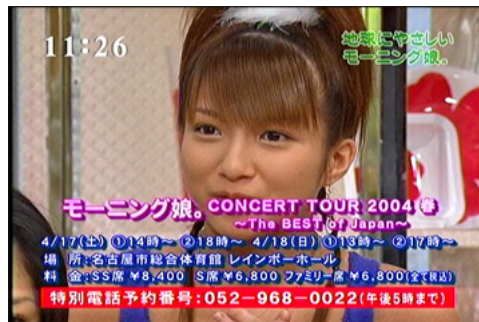 11:26
地球にやさしい
モーニング娘。
モーニング娘。CONCERT TOUR 2004 春
～The BEST of Japan～
4/17(土) ①14時～ ②18時～ 4/18(日) ①13時～ ②17時～
場 所:名古屋市総合体育館 レインボーホール
料 金:SS席 ¥8,400 S席 ¥6,800 ファミリー席 ¥6,800(全て税込)
特別電話予約番号:052-968-0022(午後5時まで)